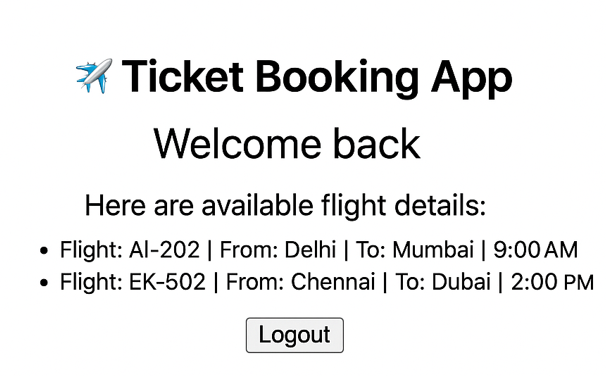 ✈️ Ticket Booking App
Welcome back
Here are available flight details:
• Flight: AI-202 | From: Delhi | To: Mumbai | 9:00 AM
• Flight: EK-502 | From: Chennai | To: Dubai | 2:00 PM
Logout